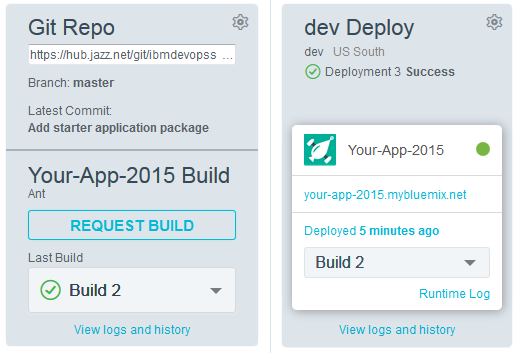 Git Repo
https://hub.jazz.net/git/ibmdevopss ...
Branch: master
Latest Commit:
Add starter application package
Your-App-2015 Build
Ant
REQUEST BUILD
Last Build
Build 2
View logs and history
dev Deploy
dev US South
Deployment 3 Success
Your-App-2015
your-app-2015.mybluemix.net
Deployed 5 minutes ago
Build 2
Runtime Log
View logs and history